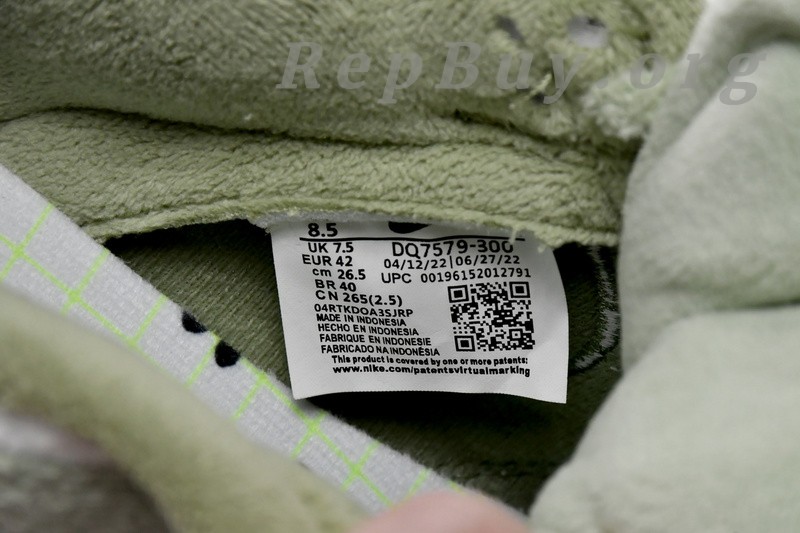 RepBuy org
8.5
UK 7.5
EUR 42
cm 26.5
BR 40
CN 265(2.5)
DQ7579-300
04/12/22|06/27/22
UPC 00196152012791
04RTKDOA3SJRP
MADE IN INDONESIA
HECHO EN INDONESIA
FABRIQUE EN INDONESIE
FABRICADO NA INDONÈSIA
This product is covered by one or more patents:
www.nike.com/patentsvirtualmarking